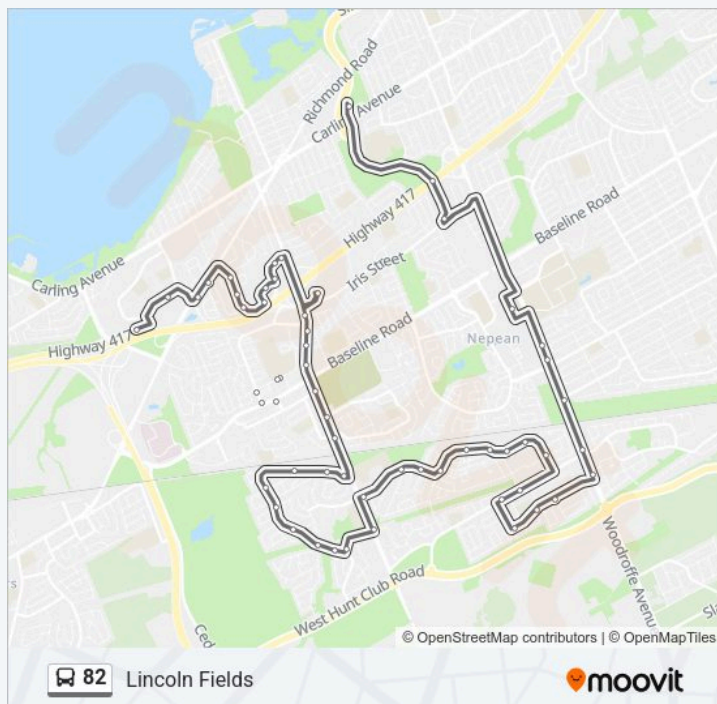 Richmond Road
Carling Avenue
Highway 417
Baseline Road
Iris Street
Carling Avenue
Baseline Road
Nepean
Highway 417
West Hunt Club Road
Woodroffe Avenue
© OpenStreetMap contributors | © OpenMapTiles
82 Lincoln Fields
moovit